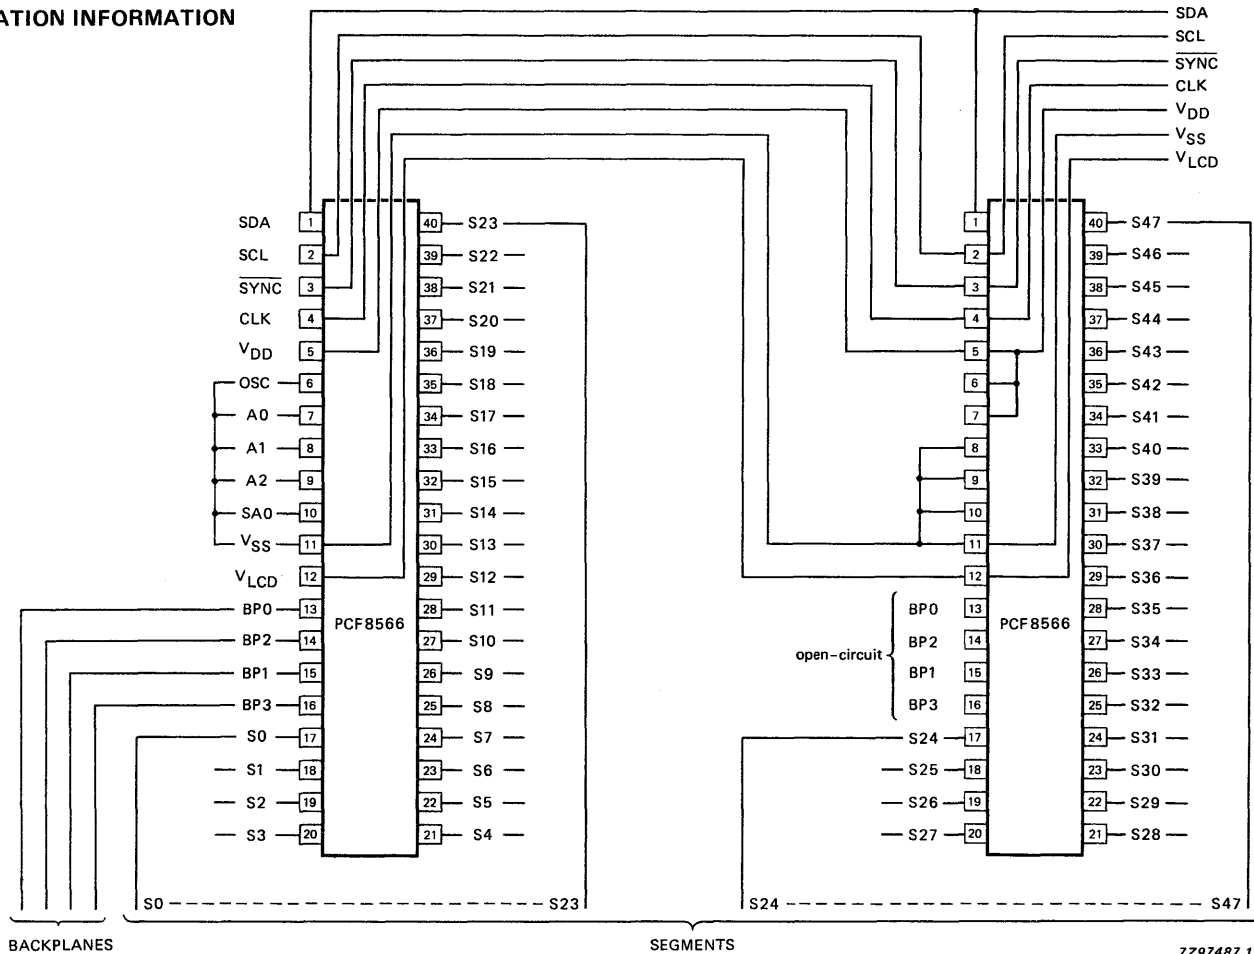 ATION INFORMATION
SDA
SCL
SYNC
CLK
VDD
VSS
VLCD
SDA 1 40 S23
SCL 2 39 S22
SYNC 3 38 S21
CLK 4 37 S20
VDD 5 36 S19
OSC 6 35 S18
A0 7 34 S17
A1 8 33 S16
A2 9 32 S15
SA0 10 31 S14
VSS 11 30 S13
VLCD 12 29 S12
BP0 13 28 S11
BP2 14 27 S10
BP1 15 26 S9
BP3 16 25 S8
S0 17 24 S7
S1 18 23 S6
S2 19 22 S5
S3 20 21 S4
PCF8566
1 40 S47
2 39 S46
3 38 S45
4 37 S44
5 36 S43
6 35 S42
7 34 S41
8 33 S40
9 32 S39
10 31 S38
11 30 S37
12 29 S36
BP0 13 28 S35
BP2 14 27 S34
BP1 15 26 S33
BP3 16 25 S32
S24 17 24 S31
S25 18 23 S30
S26 19 22 S29
S27 20 21 S28
PCF8566
open-circuit
S0 S23 S24 S47
BACKPLANES SEGMENTS
7Z97487.1